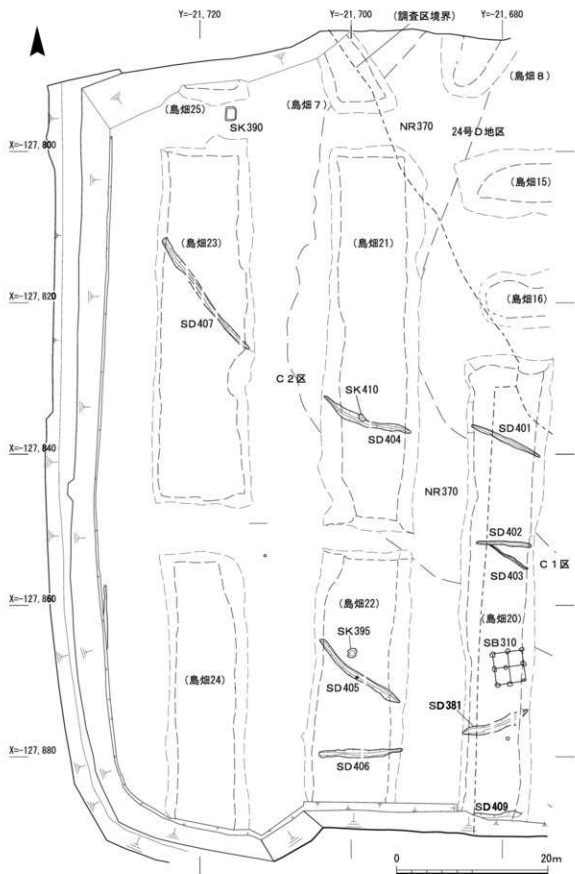 Y=-21,720
Y=-21,700
(調査区境界)
Y=-21,680
(島畑25)
SK390
(島畑7)
NR370
24号D地区
(島畑8)
X=-127,800
(島畑15)
(島畑23)
(島畑21)
(島畑16)
X=-127,820
SD407
C2区
SK410
SD404
SD401
X=-127,840
NR370
SD402
SD403
C1区
X=-127,860
(島畑22)
(島畑20)
SK395
SB310
(島畑24)
SD405
SD381
X=-127,880
SD406
SD409
0
20m